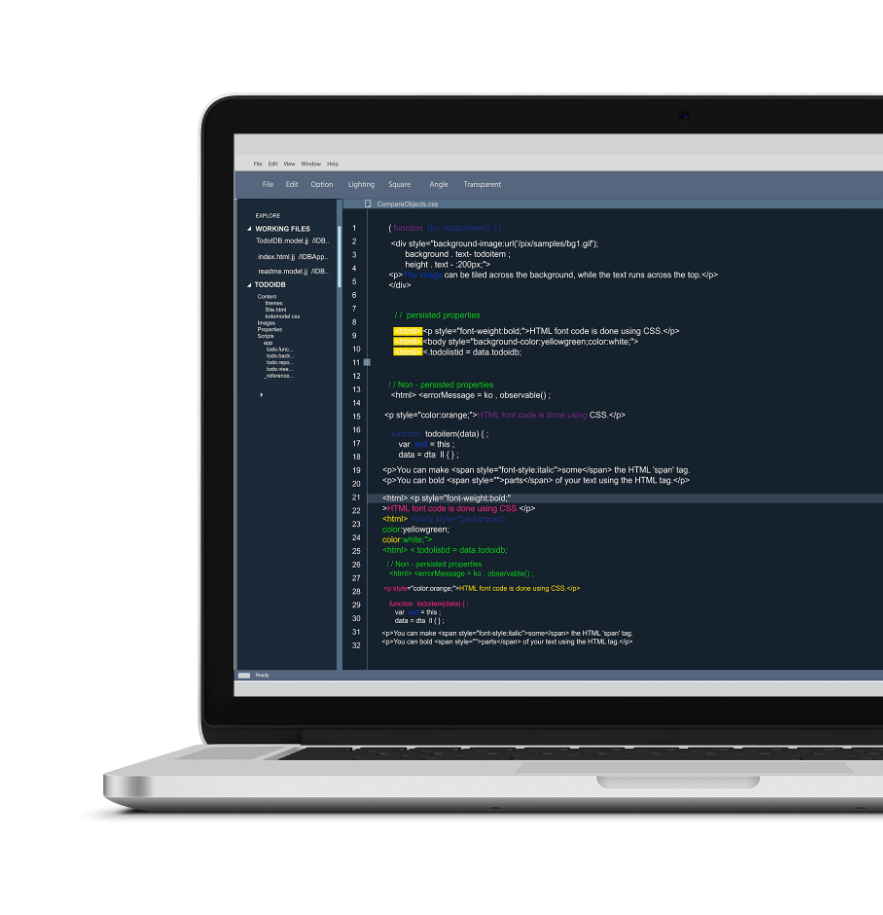 File Edit View Window Help
File Edit Option Lighting Square Angle Transparent
CompareObjects.css
EXPLORE
WORKING FILES
TodoIDB.model.jj /IDB..
index.html.jj /IDBApp..
readme.model.jj /IDB..
TODOIDB
Content
themes
Site.html
todomodel.css
Images
Properties
Scripts
app
todo.func...
todo.back...
todo.repo...
todo.view...
_reference...
1
2
3
4
5
6
7
8
9
10
11
12
13
14
15
16
17
18
19
20
21
22
23
24
25
26
27
28
29
30
31
32
( function (ko, datacontext) { }
<div style="background-image:url('/pix/samples/bg1.gif');
background . text- todoitem ;
height . text - :200px;">
<p>The image can be tiled across the background, while the text runs across the top.</p>
</div>
// persisted properties
<html> <p style="font-weight:bold;">HTML font code is done using CSS.</p>
<html> <body style="background-color:yellowgreen;color:white;">
<html> <.todolistid = data.todoidb;
// Non - persisted properties
<html> <errorMessage = ko , observable() ;
<p style="color:orange;">HTML font code is done using CSS.</p>
function todoitem(data) { ;
var self = this ;
data = dta II { } ;
<p>You can make <span style="font-style:italic">some</span> the HTML 'span' tag.
<p>You can bold <span style="">parts</span> of your text using the HTML tag.</p>
<html> <p style="font-weight:bold;"
>HTML font code is done using CSS.</p>
<html> <body style="background-
color:yellowgreen;
color:white;">
<html> <.todolistid = data.todoidb;
// Non - persisted properties
<html> <errorMessage = ko , observable() ;
<p style="color:orange;">HTML font code is done using CSS.</p>
function todoitem(data) { ;
var self = this ;
data = dta II { } ;
<p>You can make <span style="font-style:italic">some</span> the HTML 'span' tag.
<p>You can bold <span style="">parts</span> of your text using the HTML tag.</p>
Ready